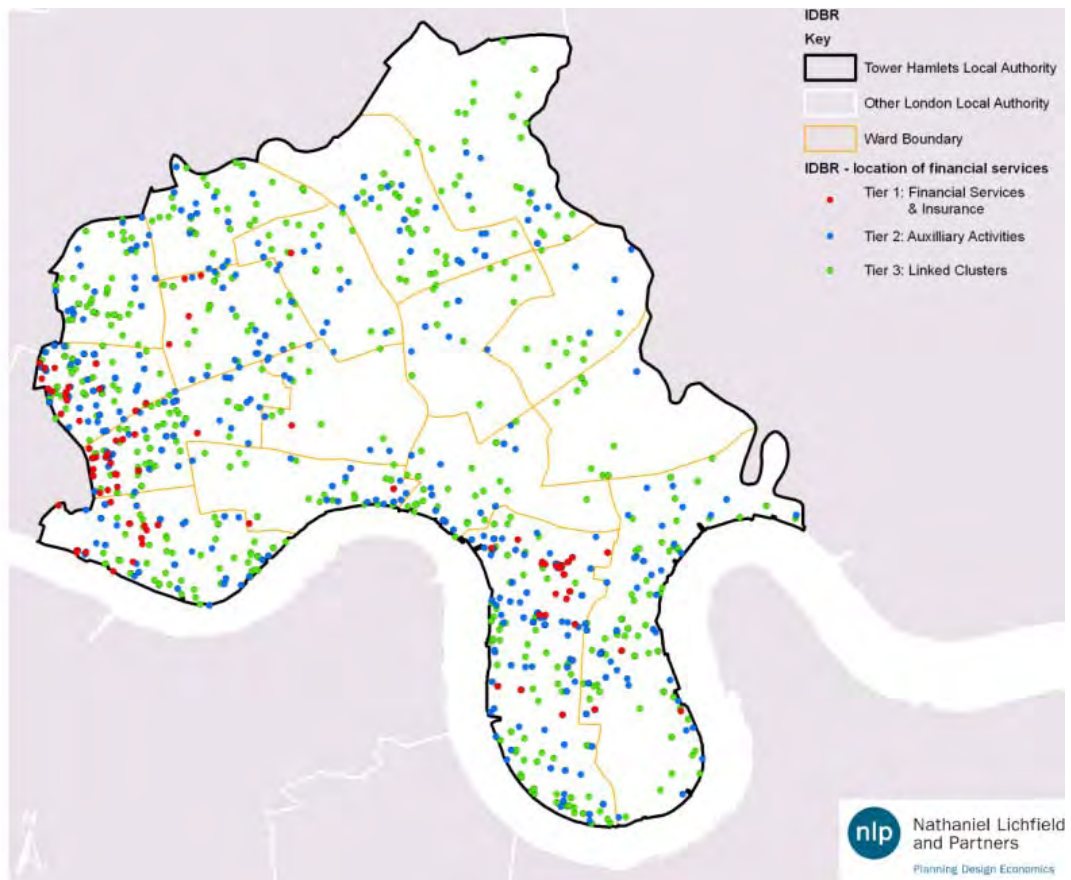 IDBR
Key
Tower Hamlets Local Authority
Other London Local Authority
Ward Boundary
IDBR - location of financial services
Tier 1: Financial Services
& Insurance
Tier 2: Auxilliary Activities
Tier 3: Linked Clusters
N
nlp
Nathaniel Lichfield
and Partners
Planning Design Economics